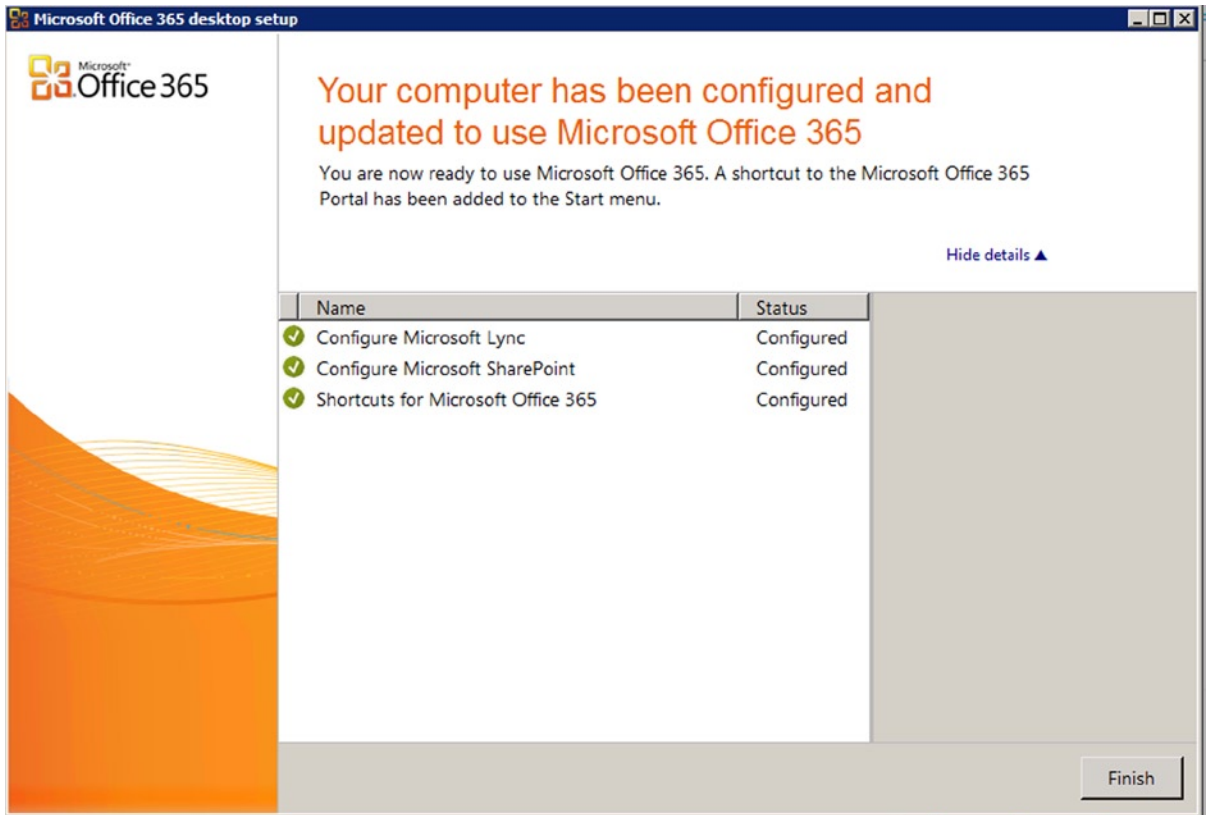 Microsoft Office 365 desktop setup
Microsoft®
Office 365
Your computer has been configured and
updated to use Microsoft Office 365
You are now ready to use Microsoft Office 365. A shortcut to the Microsoft Office 365
Portal has been added to the Start menu.
Hide details ▲
Name Status
Configure Microsoft Lync Configured
Configure Microsoft SharePoint Configured
Shortcuts for Microsoft Office 365 Configured
Finish